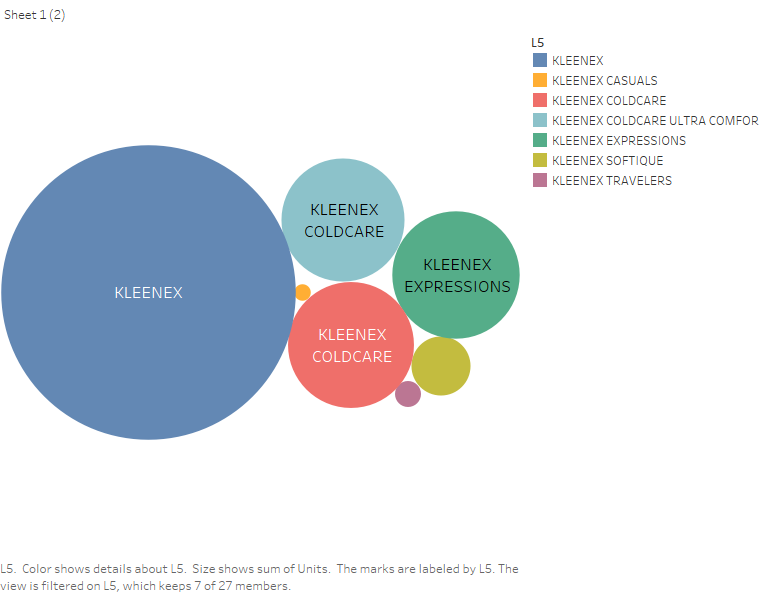 Sheet 1 (2)
L5
KLEENEX
KLEENEX CASUALS
KLEENEX COLDCARE
KLEENEX COLDCARE ULTRA COMFOR
KLEENEX EXPRESSIONS
KLEENEX SOFTIQUE
KLEENEX TRAVELERS
KLEENEX
COLDCARE
KLEENEX
EXPRESSIONS
KLEENEX
KLEENEX
COLDCARE
L5.  Color shows details about L5.  Size shows sum of Units.  The marks are labeled by L5. The
view is filtered on L5, which keeps 7 of 27 members.